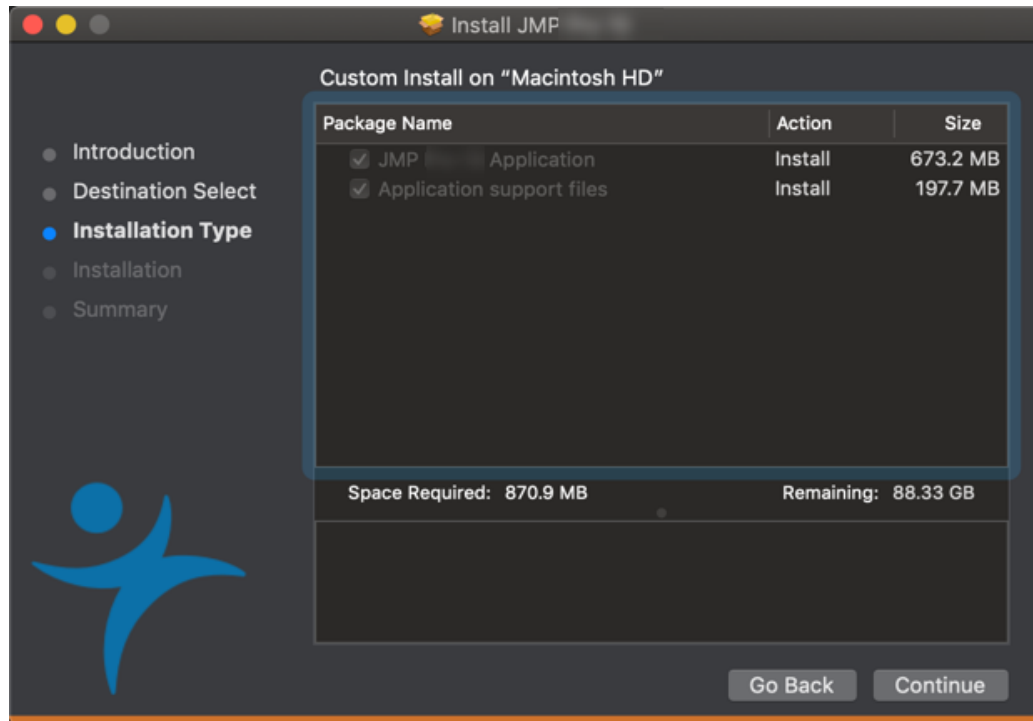 Install JMP
Custom Install on “Macintosh HD”
Introduction
Destination Select
Installation Type
Installation
Summary
Package Name Action Size
JMP Application Install 673.2 MB
Application support files Install 197.7 MB
Space Required: 870.9 MB Remaining: 88.33 GB
Go Back Continue